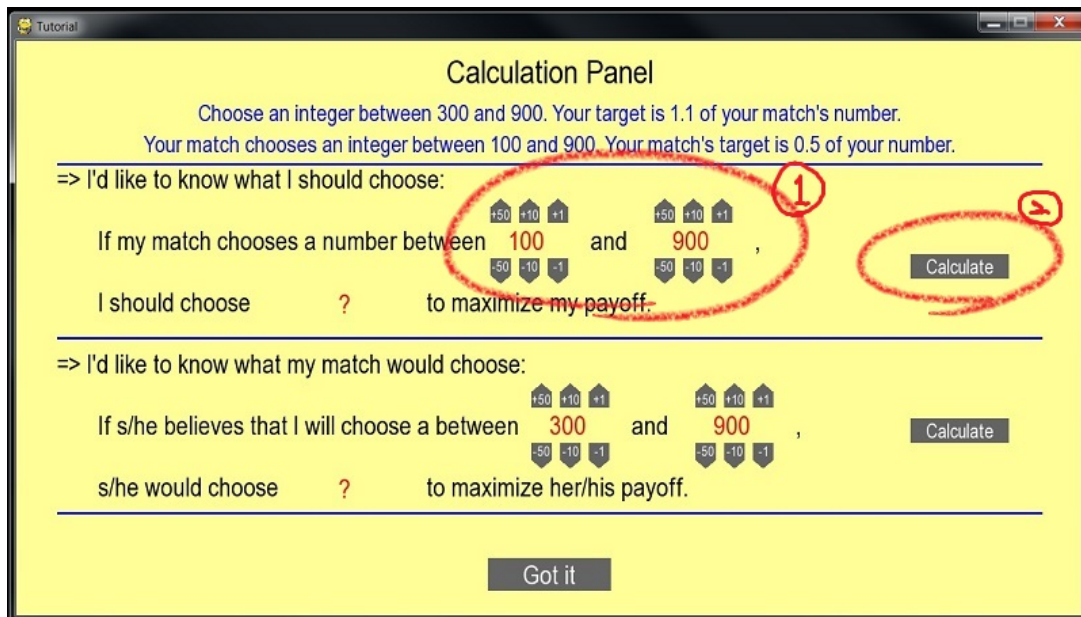 Tutorial
Calculation Panel
Choose an integer between 300 and 900. Your target is 1.1 of your match's number.
Your match chooses an integer between 100 and 900. Your match's target is 0.5 of your number.
=> I'd like to know what I should choose:
1
2
+50 +10 +1 +50 +10 +1
If my match chooses a number between 100 and 900 ,
-50 -10 -1 -50 -10 -1
Calculate
I should choose ? to maximize my payoff.
=> I'd like to know what my match would choose:
+50 +10 +1 +50 +10 +1
If s/he believes that I will choose a between 300 and 900 ,
Calculate
-50 -10 -1 -50 -10 -1
s/he would choose ? to maximize her/his payoff.
Got it